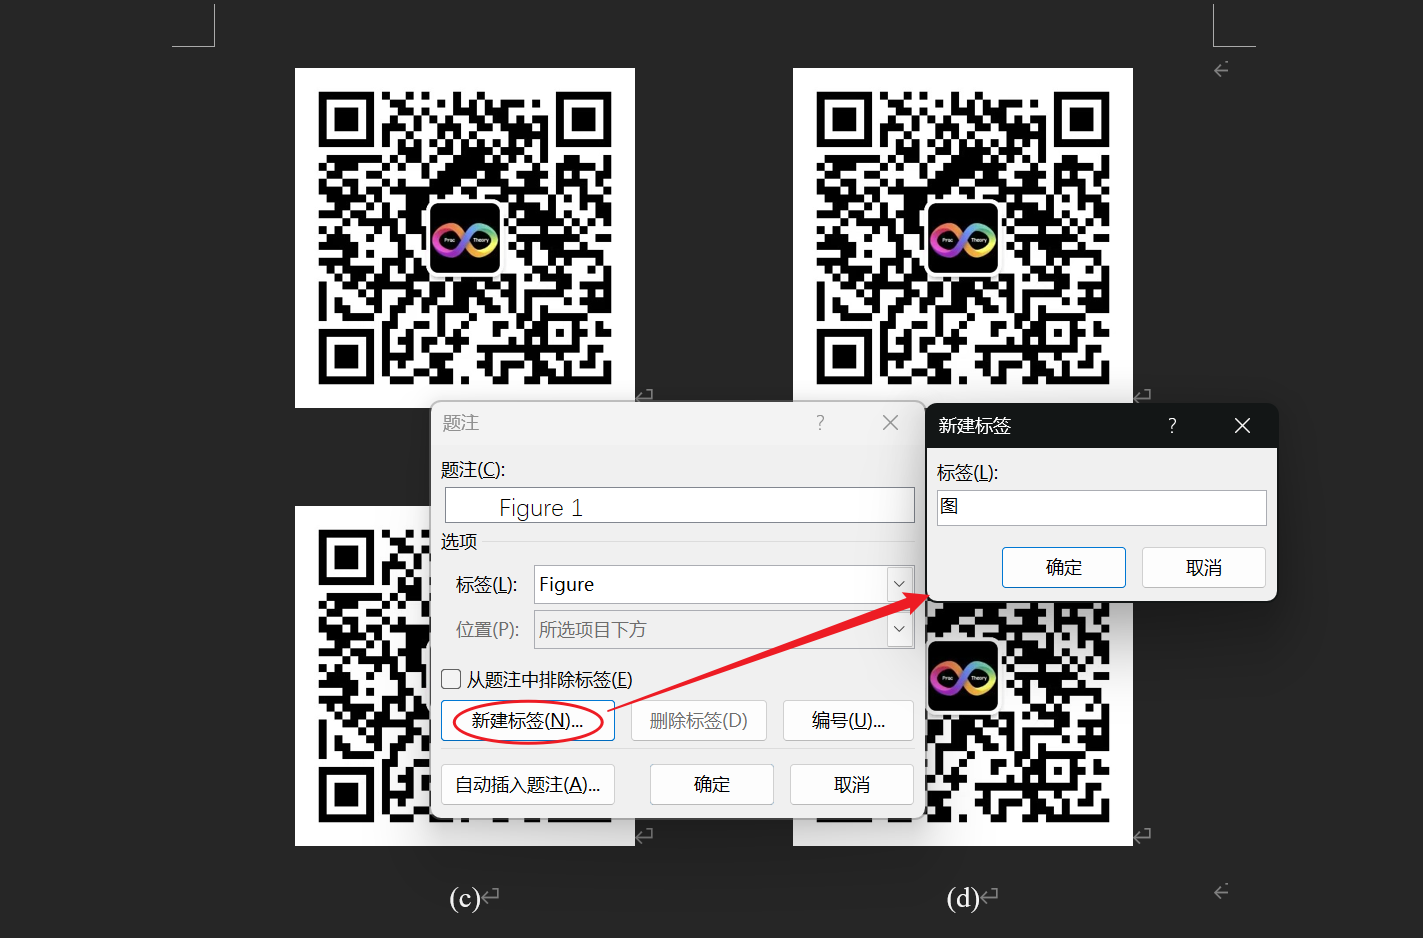 Prac Theory
Prac Theory
题注 ?
题注(C):
Figure 1
选项
标签(L): Figure
位置(P): 所选项目下方
从题注中排除标签(E)
新建标签(N)... 删除标签(D) 编号(U)...
自动插入题注(A)... 确定 取消
新建标签 ?
标签(L):
图
确定 取消
Prac Theory
(c) (d)